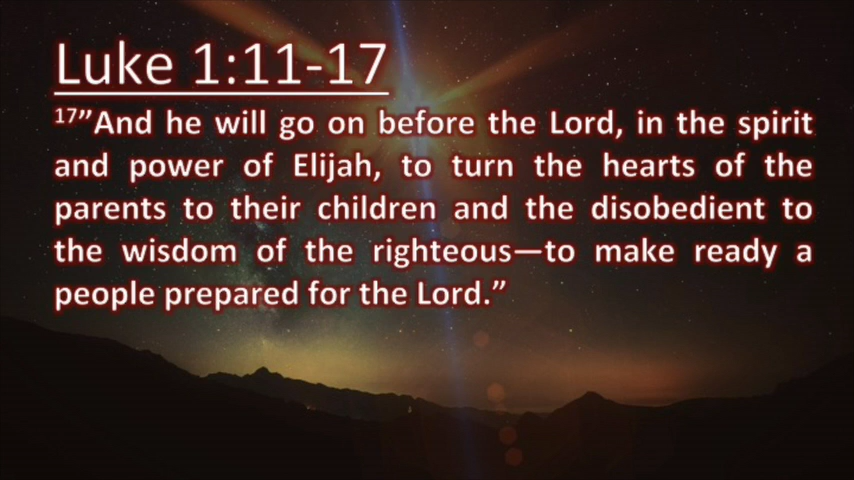 Luke 1:11-17
17”And he will go on before the Lord, in the spirit
and power of Elijah, to turn the hearts of the
parents to their children and the disobedient to
the wisdom of the righteous—to make ready a
people prepared for the Lord.”